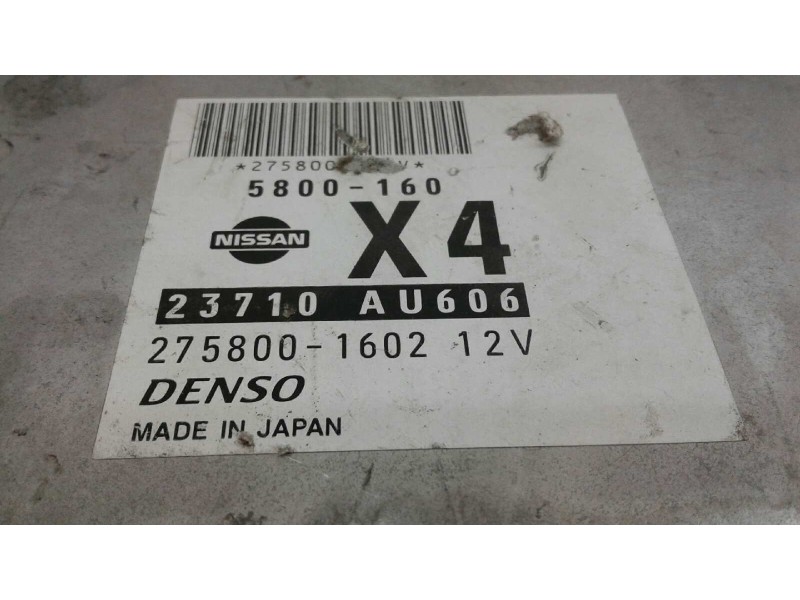 5800-160
NISSAN X4
23710 AU606
275800-1602 12V
DENSO
MADE IN JAPAN